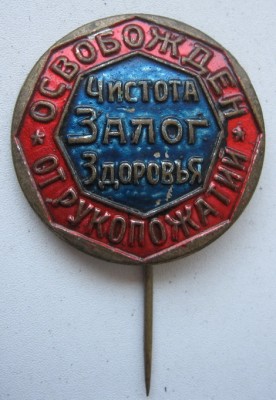 ОСВОБОЖДЕН
ЧИСТОТА
ЗАЛОГ
ЗДОРОВЬЯ
ОТ РУКОПОЖАТИЙ